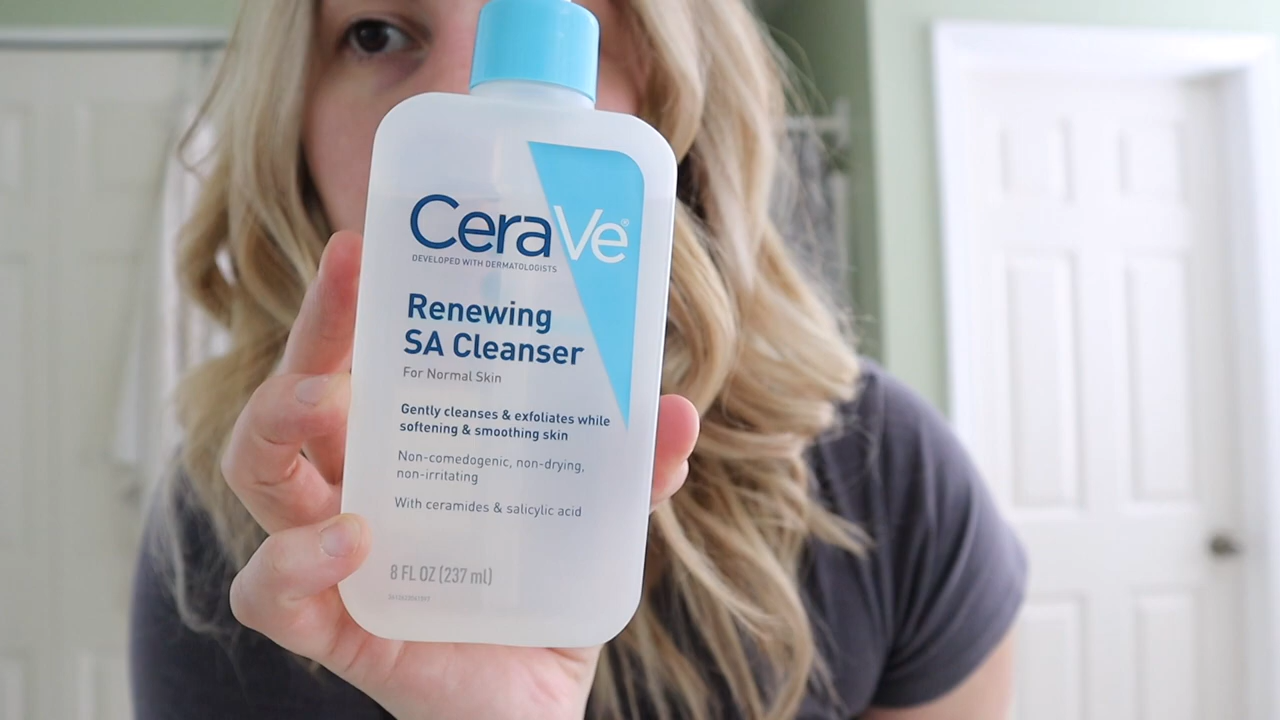 CeraVe®
DEVELOPED WITH DERMATOLOGISTS
Renewing
SA Cleanser
For Normal Skin
Gently cleanses & exfoliates while
softening & smoothing skin
Non-comedogenic, non-drying,
non-irritating
With ceramides & salicylic acid
8 FL OZ (237 ml)